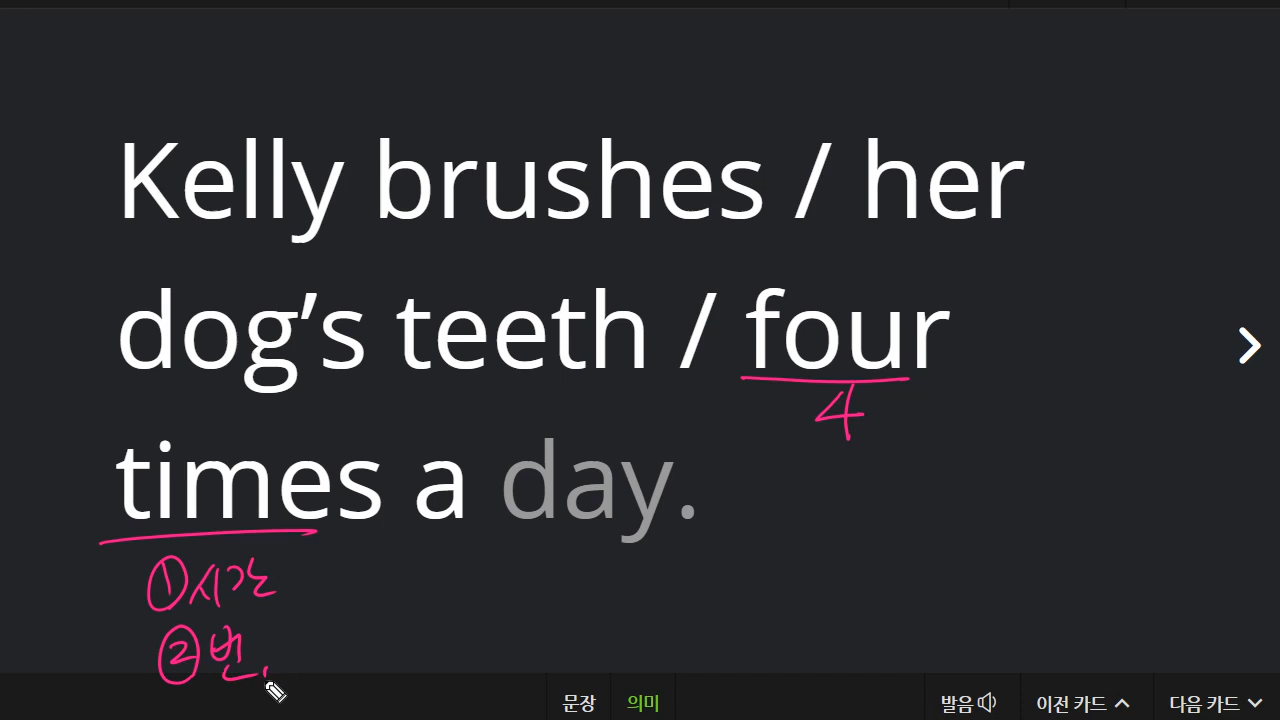 Kelly brushes / her
dog’s teeth / four
4
times a day.
①시간
②번,
문장 의미 발음 이전 카드 다음 카드